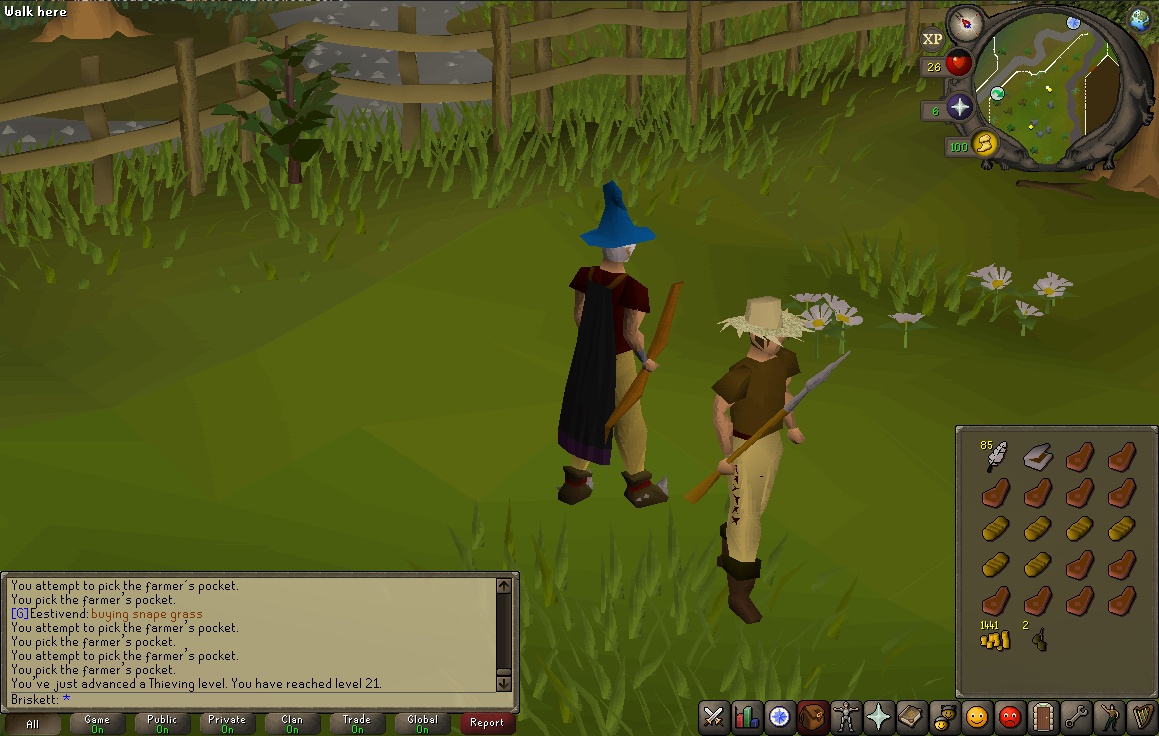 Walk here
XP
26
6
100
85
1441
2
You attempt to pick the farmer's pocket.
You pick the farmer's pocket.
[G]Eestivend: buying snape grass
You attempt to pick the farmer's pocket.
You pick the farmer's pocket.
You attempt to pick the farmer's pocket.
You pick the farmer's pocket.
You've just advanced a Thieving level. You have reached level 21.
Briskett: *
All
Game
On
Public
On
Private
On
Clan
On
Trade
On
Global
On
Report